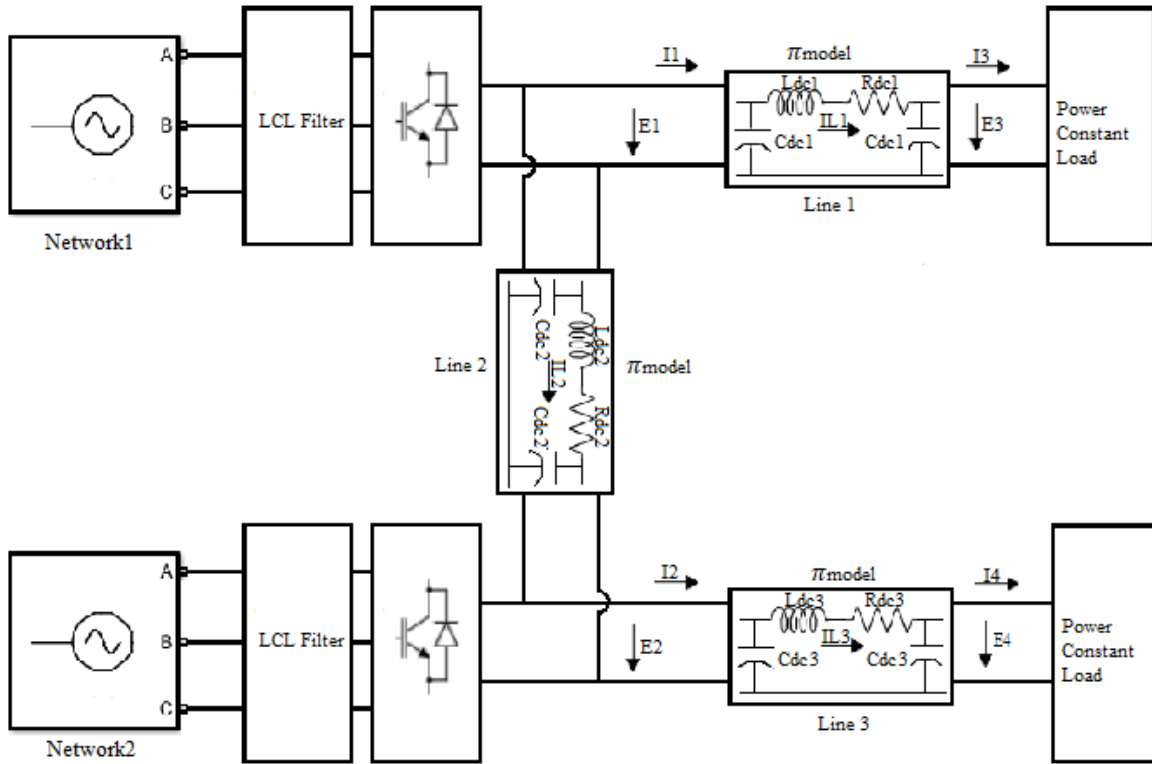 A
B
C
Network1
LCL Filter
I1
E1
πmodel
Ldc1
Rdc1
IL1
Cdc1
Cdc1
Line 1
I3
E3
Power
Constant
Load
Line 2
Cdc2
IL2
Cdc2
Ldc2
Rdc2
πmodel
A
B
C
Network2
LCL Filter
I2
E2
πmodel
Ldc3
Rdc3
IL3
Cdc3
Cdc3
Line 3
I4
E4
Power
Constant
Load